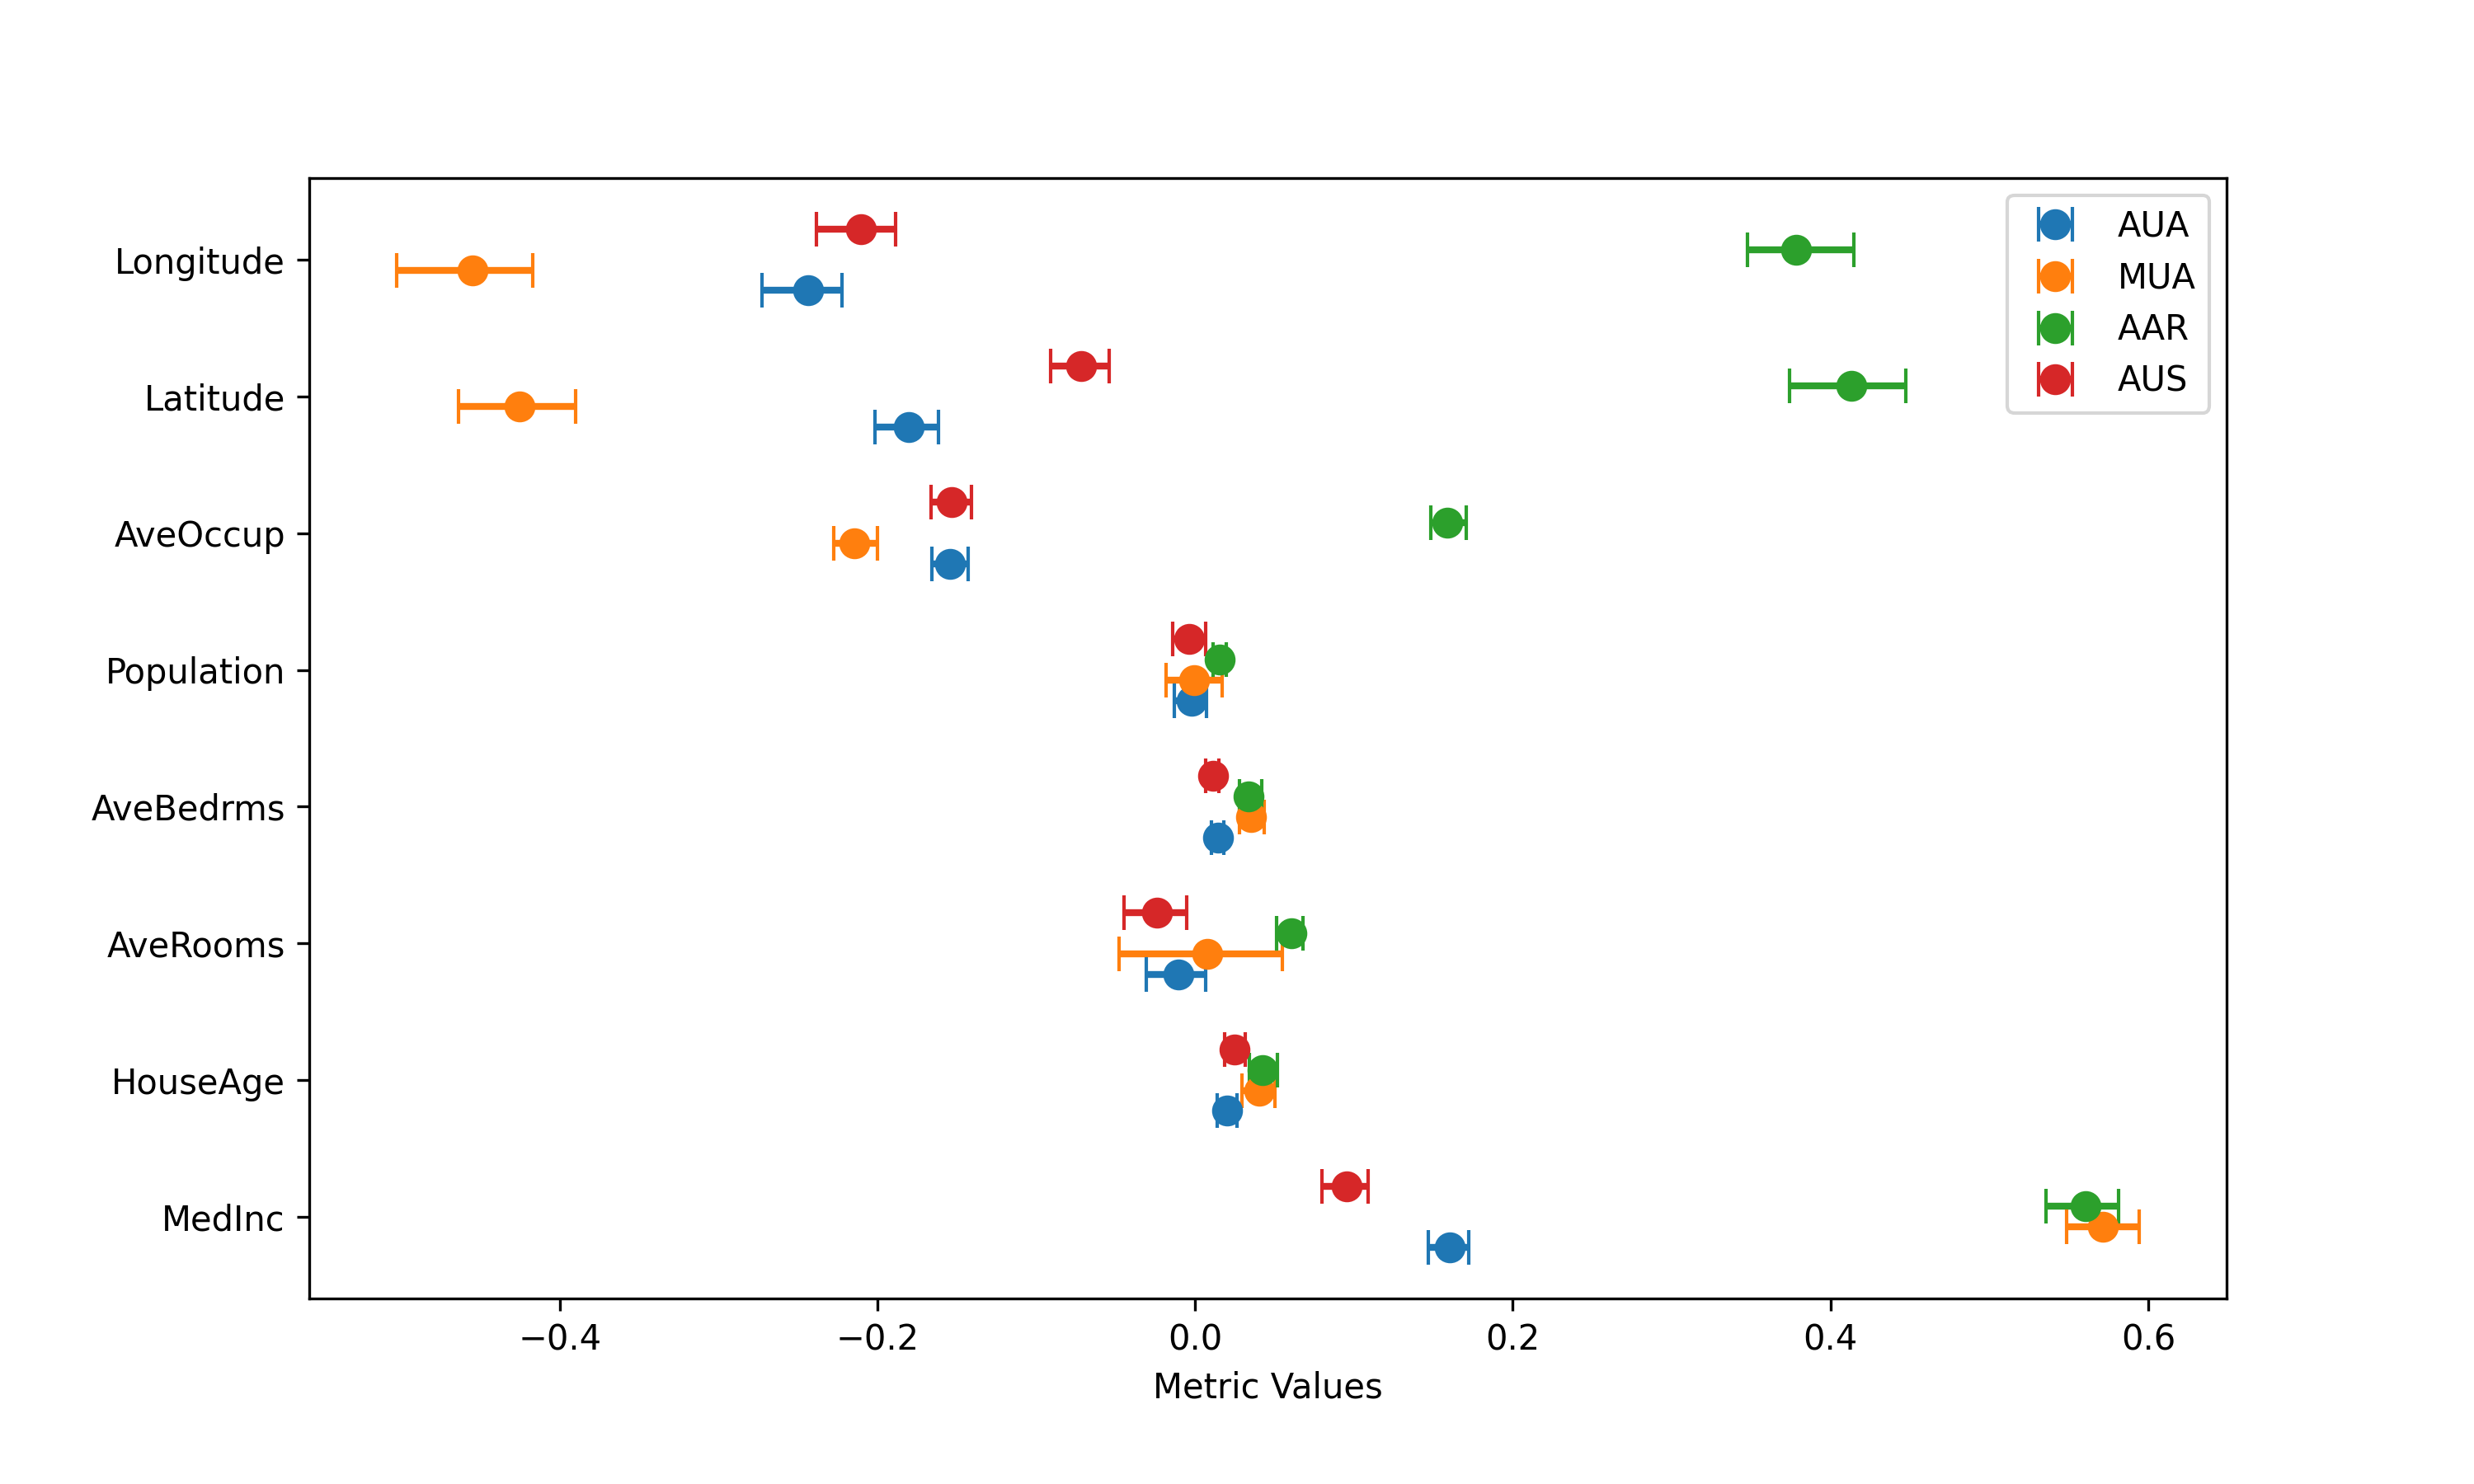 Longitude
Latitude
AveOccup
Population
AveBedrms
AveRooms
HouseAge
MedInc
AUA
MUA
AAR
AUS
−0.4 −0.2 0.0 0.2 0.4 0.6
Metric Values